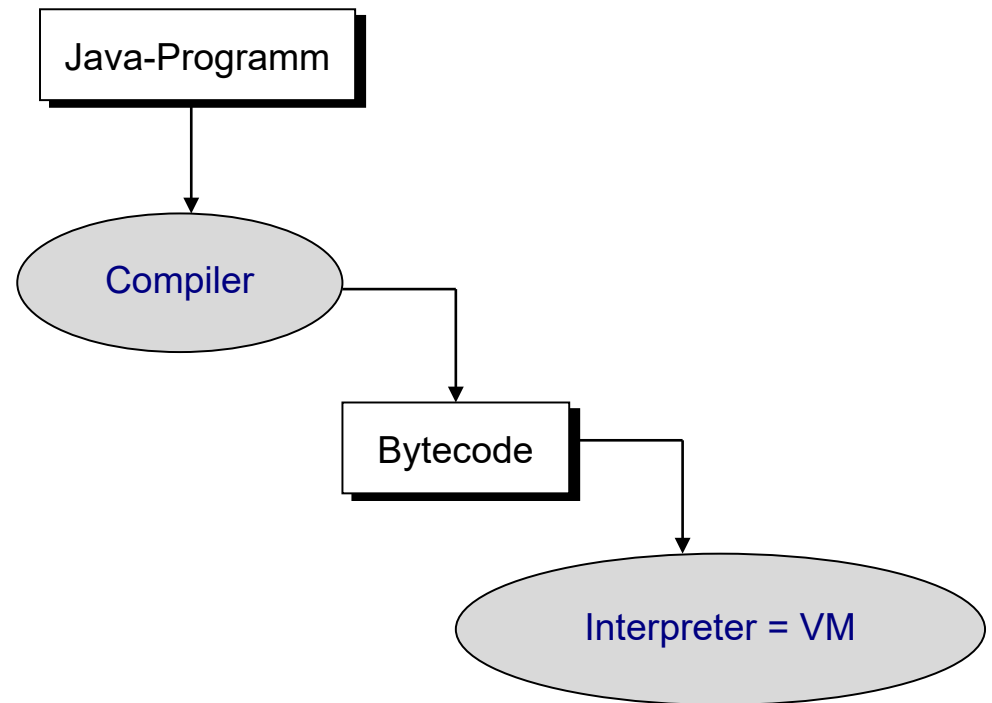 Java-Programm
Compiler
Bytecode
Interpreter = VM